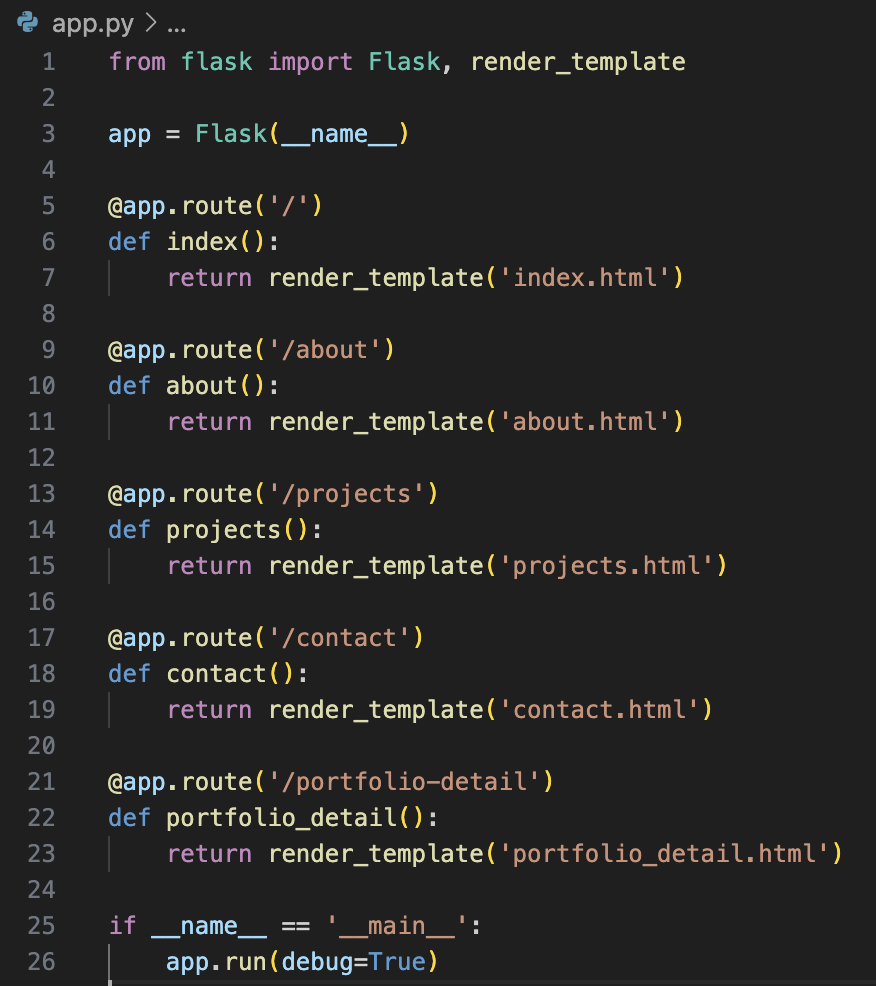 app.py > ...
1 from flask import Flask, render_template
2
3 app = Flask(__name__)
4
5 @app.route('/')
6 def index():
7     return render_template('index.html')
8
9 @app.route('/about')
10 def about():
11     return render_template('about.html')
12
13 @app.route('/projects')
14 def projects():
15     return render_template('projects.html')
16
17 @app.route('/contact')
18 def contact():
19     return render_template('contact.html')
20
21 @app.route('/portfolio-detail')
22 def portfolio_detail():
23     return render_template('portfolio_detail.html')
24
25 if __name__ == '__main__':
26     app.run(debug=True)